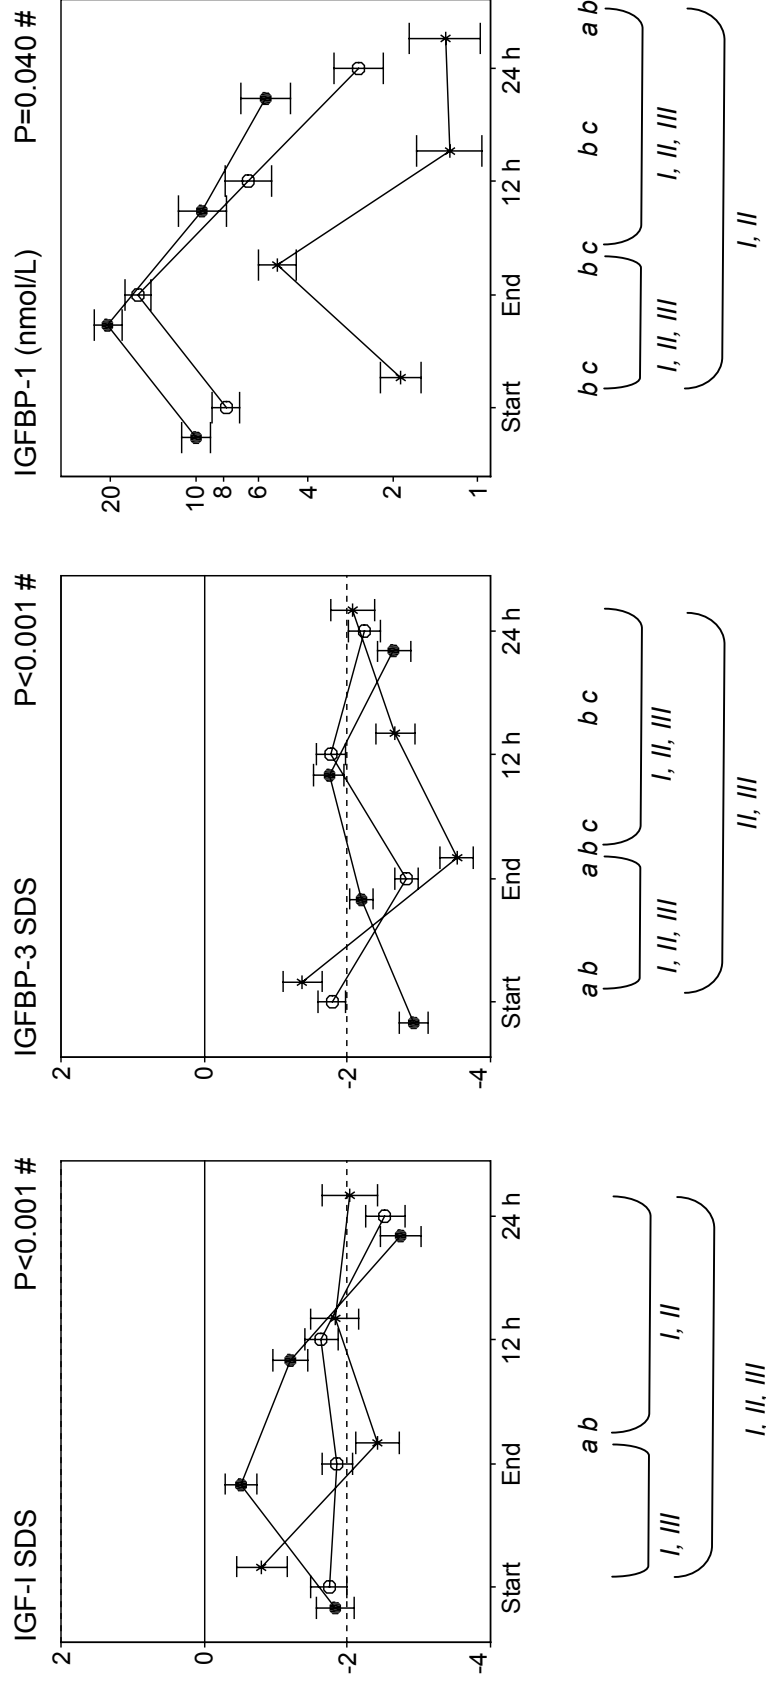 IGF-I SDS P<0.001 #
2
0
-2
-4
Start End 12 h 24 h
a b
I, III I, II
I, II, III
IGFBP-3 SDS P<0.001 #
2
0
-2
-4
Start End 12 h 24 h
a b a b c b c
I, II, III I, II, III
II, III
IGFBP-1 (nmol/L) P=0.040 #
20
10
8
6
4
2
1
Start End 12 h 24 h
b c b c b c a b
I, II, III I, II, III
I, II